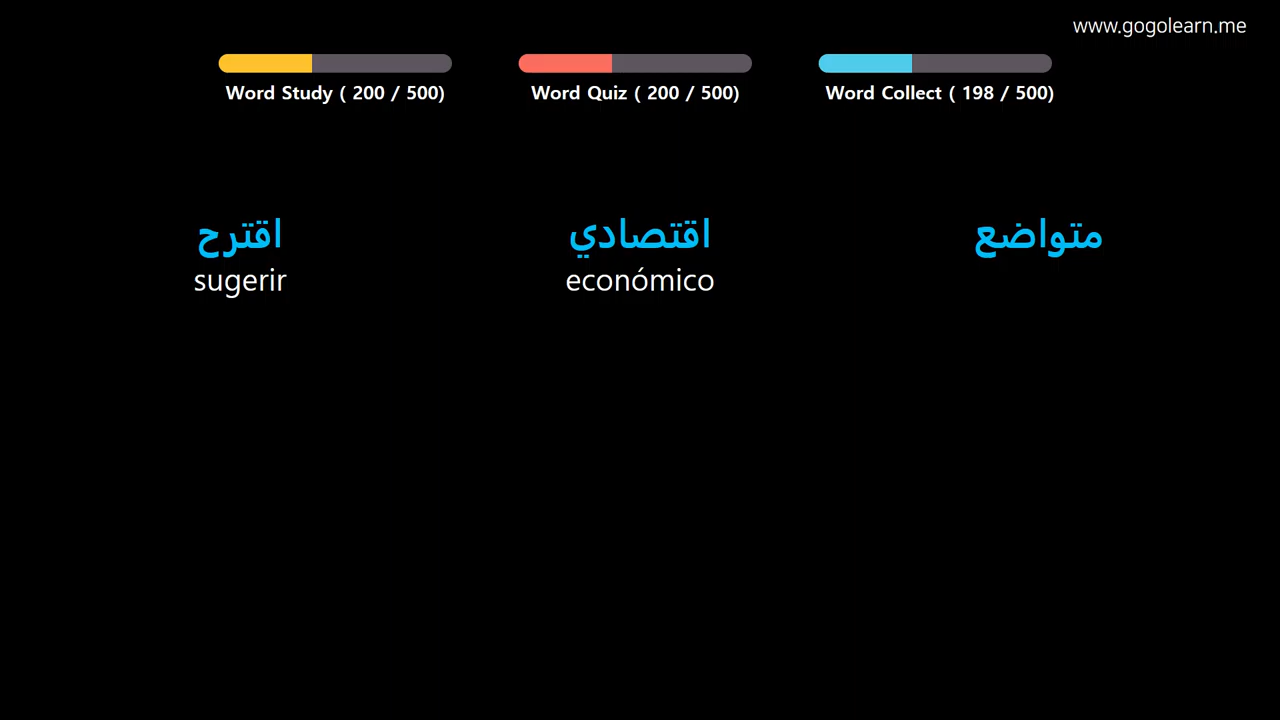 www.gogolearn.me
Word Study ( 200 / 500)
Word Quiz ( 200 / 500)
Word Collect ( 198 / 500)
اقترح
sugerir
اقتصادي
económico
متواضع